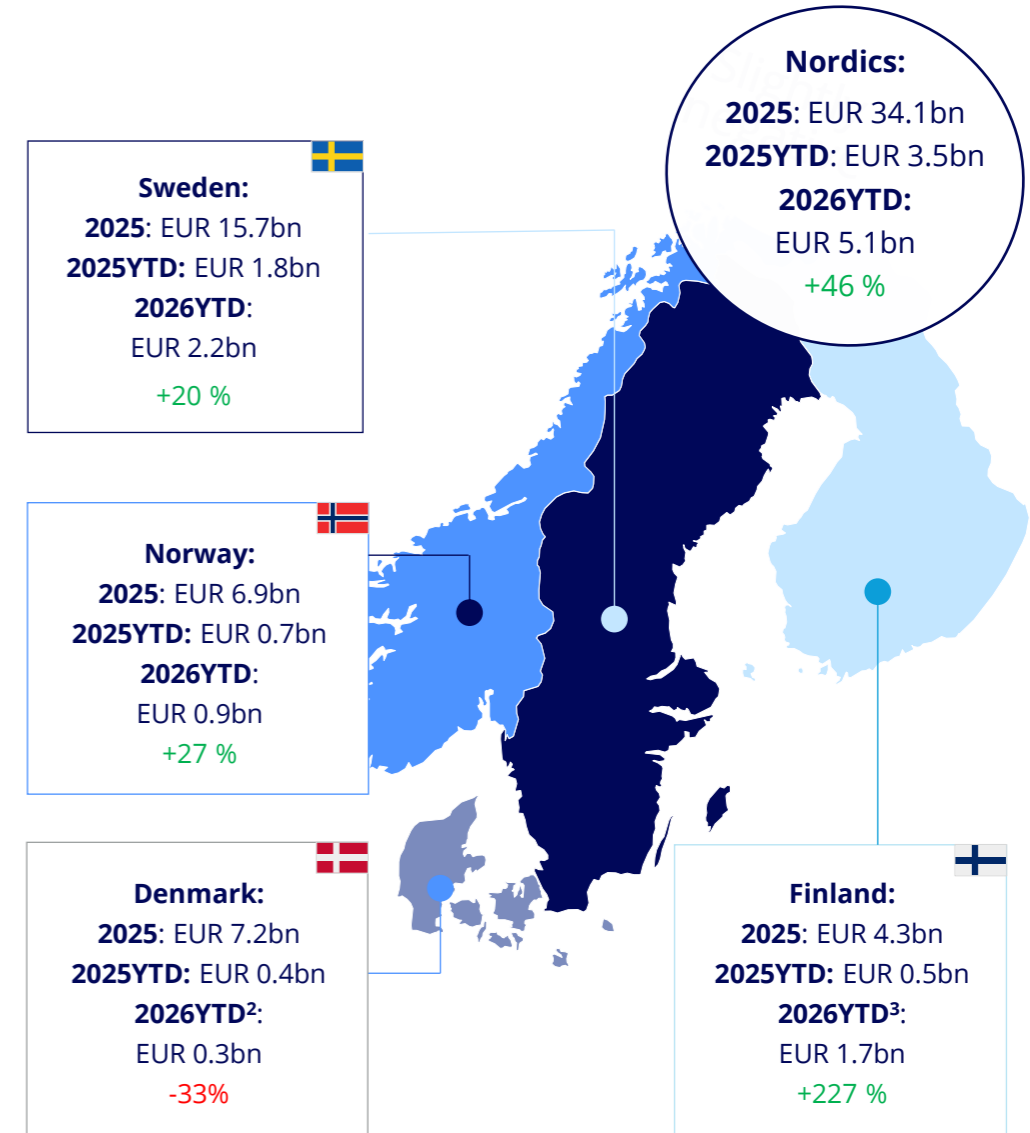 Nordics:
2025: EUR 34.1bn
2025YTD: EUR 3.5bn
2026YTD:
EUR 5.1bn
+46 %
Sweden:
2025: EUR 15.7bn
2025YTD: EUR 1.8bn
2026YTD:
EUR 2.2bn
+20 %
Norway:
2025: EUR 6.9bn
2025YTD: EUR 0.7bn
2026YTD:
EUR 0.9bn
+27 %
Denmark:
2025: EUR 7.2bn
2025YTD: EUR 0.4bn
2026YTD²:
EUR 0.3bn
-33%
Finland:
2025: EUR 4.3bn
2025YTD: EUR 0.5bn
2026YTD³:
EUR 1.7bn
+227 %